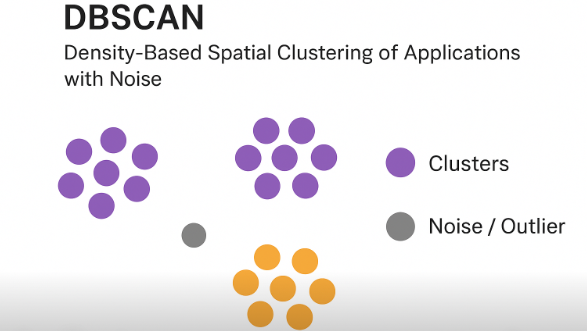 DBSCAN
Density-Based Spatial Clustering of Applications
with Noise
Clusters
Noise / Outlier